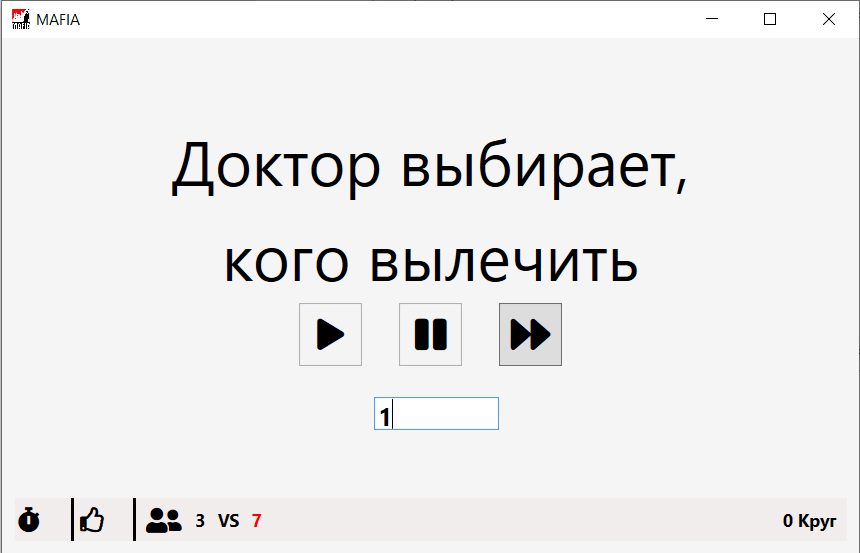 MAFIA
Доктор выбирает,
кого вылечить
1
3 VS 7
0 Круг